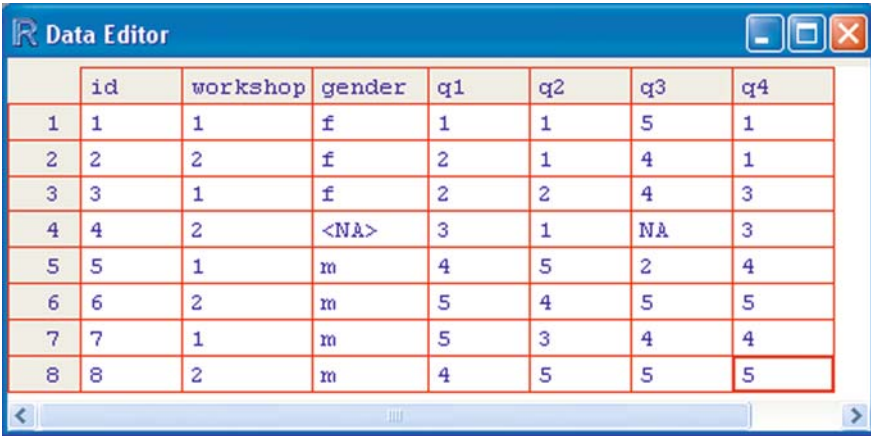 R Data Editor
id workshop gender q1 q2 q3 q4
1 1 1 f 1 1 5 1
2 2 2 f 2 1 4 1
3 3 1 f 2 2 4 3
4 4 2 <NA> 3 1 NA 3
5 5 1 m 4 5 2 4
6 6 2 m 5 4 5 5
7 7 1 m 5 3 4 4
8 8 2 m 4 5 5 5